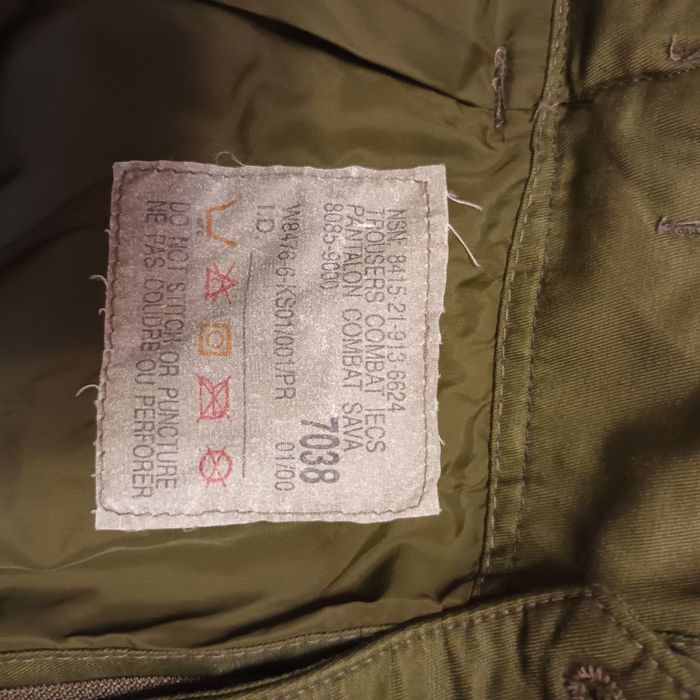 NSN: 8415-21-913-6624
TROUSERS COMBAT IECS
PANTALON COMBAT SAVA
8085-9000 7038
W8476-6-KS01/001/PR 01/00
I.D.
DO NOT STITCH OR PUNCTURE
NE PAS COUDRE OU PERFORER